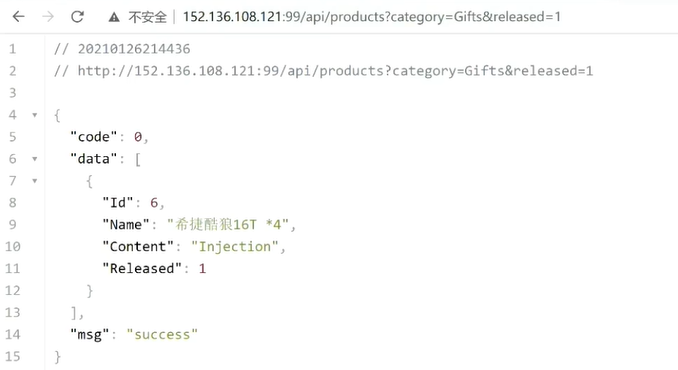 不安全 152.136.108.121:99/api/products?category=Gifts&released=1
1 // 20210126214436
2 // http://152.136.108.121:99/api/products?category=Gifts&released=1
3
4 {
5 "code": 0,
6 "data": [
7 {
8 "Id": 6,
9 "Name": "希捷酷狼16T *4",
10 "Content": "Injection",
11 "Released": 1
12 }
13 ],
14 "msg": "success"
15 }